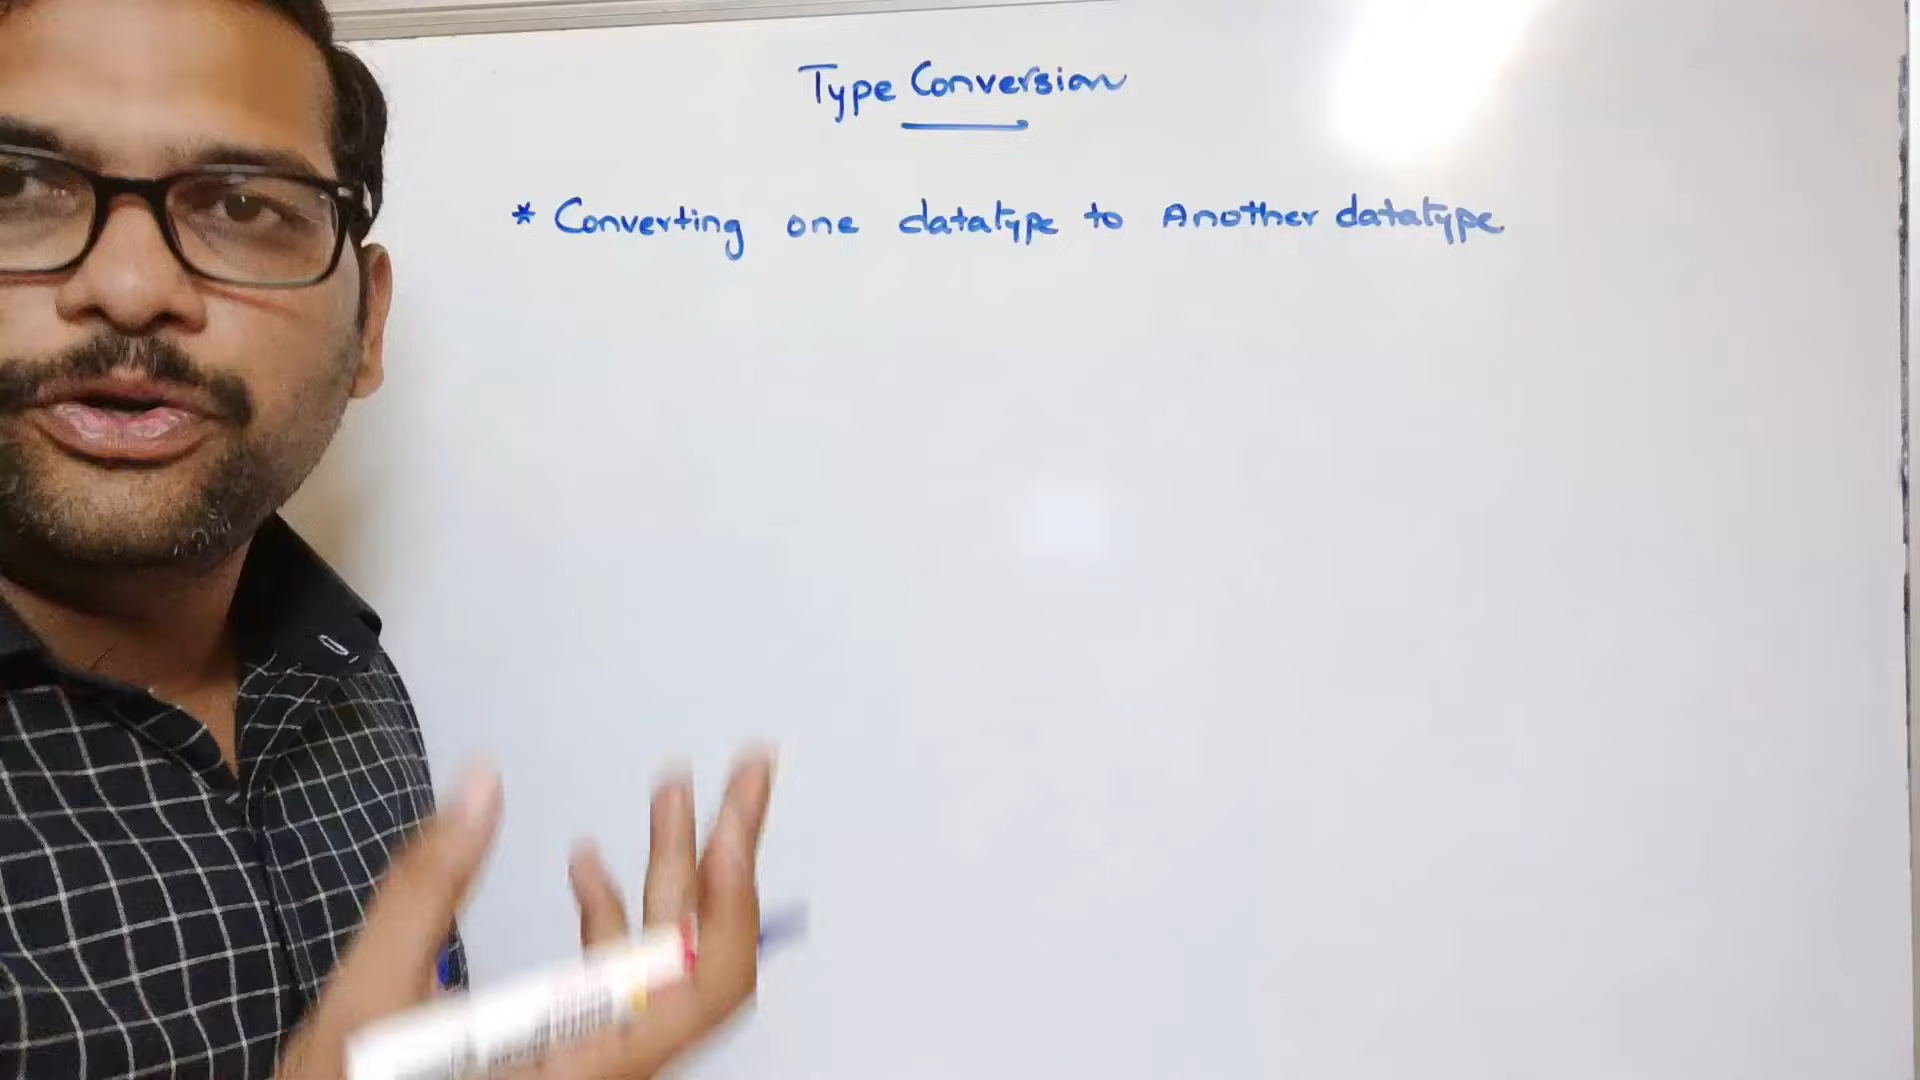 Type Conversion
* Converting one datatype to Another datatype